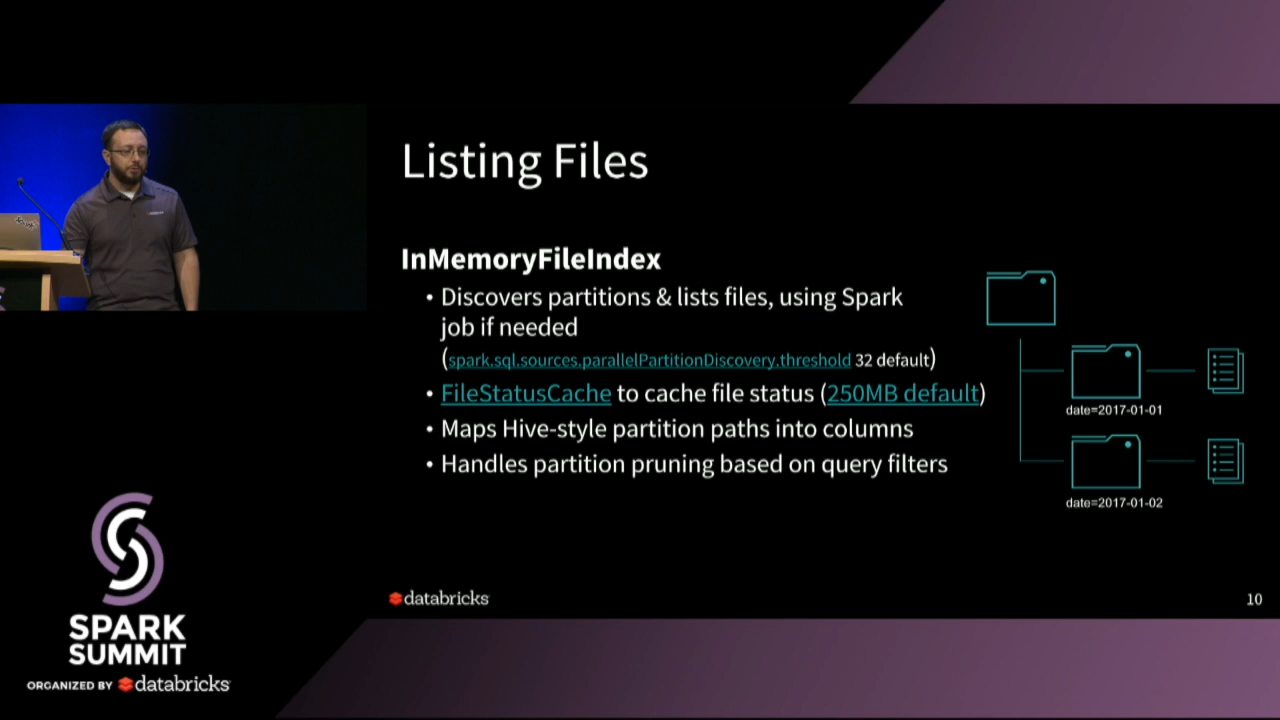 Listing Files
InMemoryFileIndex
• Discovers partitions & lists files, using Spark
job if needed
(spark.sql.sources.parallelPartitionDiscovery.threshold 32 default)
• FileStatusCache to cache file status (250MB default)
• Maps Hive-style partition paths into columns
• Handles partition pruning based on query filters
date=2017-01-01
date=2017-01-02
databricks
10
SPARK
SUMMIT
ORGANIZED BY databricks